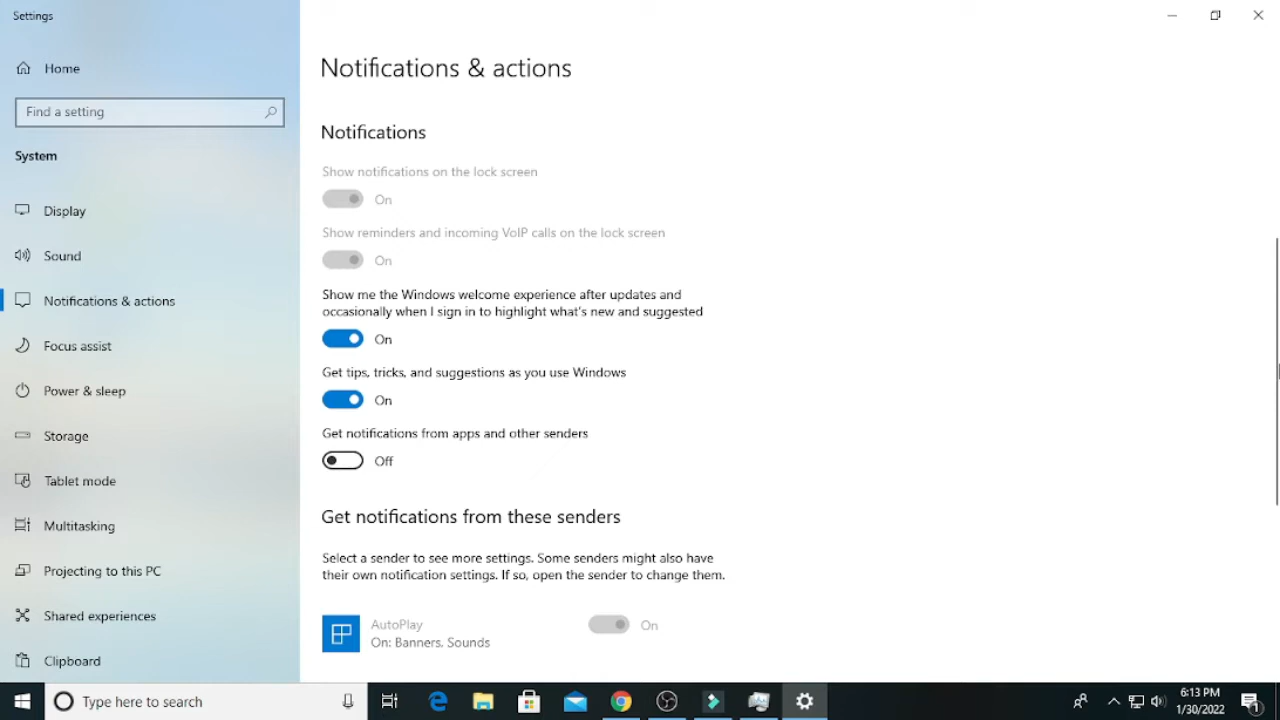 Settings
Home
Find a setting
System
Display
Sound
Notifications & actions
Focus assist
Power & sleep
Storage
Tablet mode
Multitasking
Projecting to this PC
Shared experiences
Clipboard
Notifications & actions
Notifications
Show notifications on the lock screen
On
Show reminders and incoming VoIP calls on the lock screen
On
Show me the Windows welcome experience after updates and
occasionally when I sign in to highlight what's new and suggested
On
Get tips, tricks, and suggestions as you use Windows
On
Get notifications from apps and other senders
Off
Get notifications from these senders
Select a sender to see more settings. Some senders might also have
their own notification settings. If so, open the sender to change them.
AutoPlay
On
On: Banners, Sounds
Type here to search
6:13 PM
1/30/2022
1